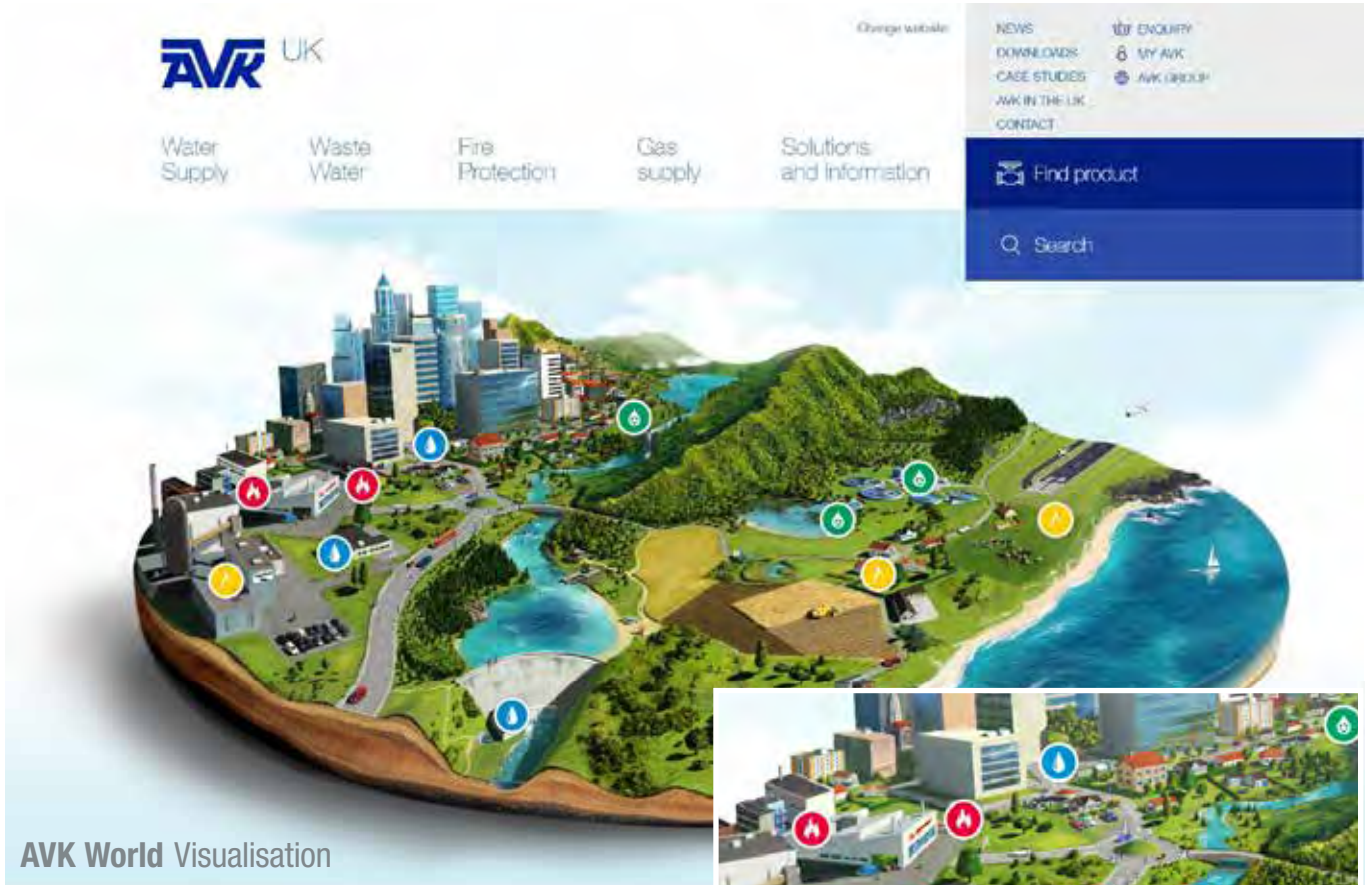 AVK UK
Change website
NEWS
DOWNLOADS
CASE STUDIES
AVK IN THE UK
CONTACT
ENQUIRY
MY AVK
AVK GROUP
Water
Supply
Waste
Water
Fire
Protection
Gas
supply
Solutions
and Information
Find product
Search
AVK World Visualisation